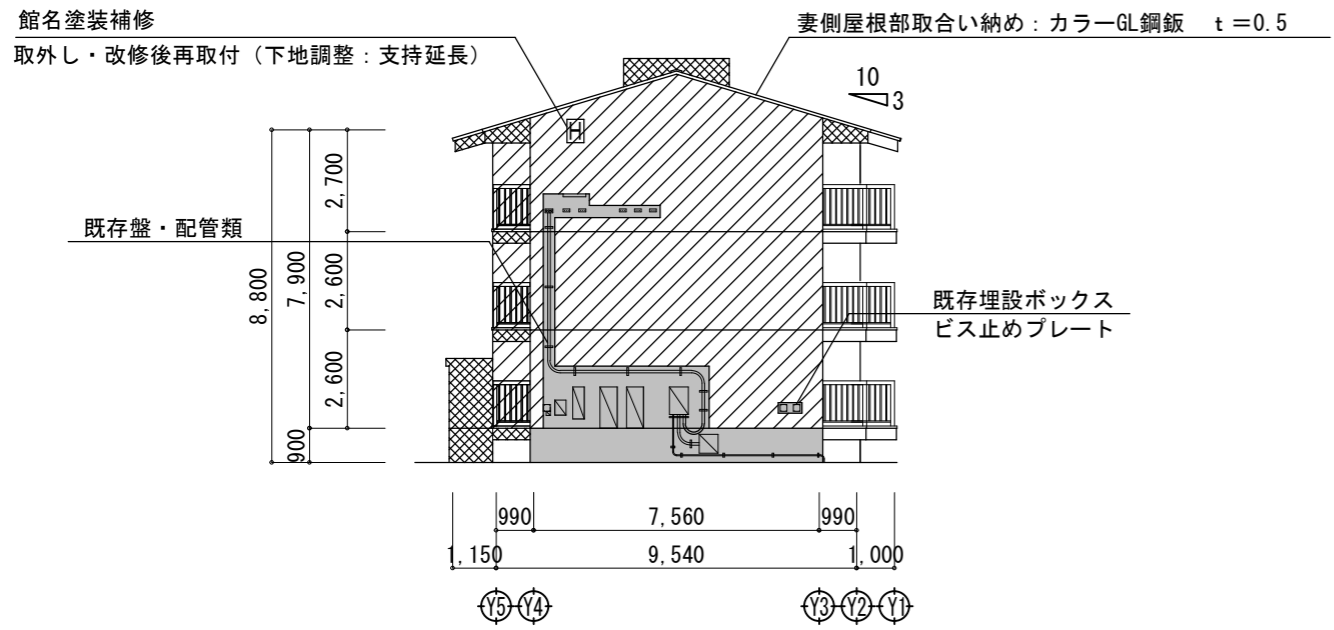 館名塗装補修
取外し・改修後再取付（下地調整：支持延長）
妻側屋根部取合い納め：カラーGL鋼鈑　t＝0.5
10
3
H
既存盤・配管類
8,800
7,900
900
2,700
2,600
2,600
既存埋設ボックス
ビス止めプレート
990
7,560
990
1,150
9,540
1,000
Y5
Y4
Y3
Y2
Y1